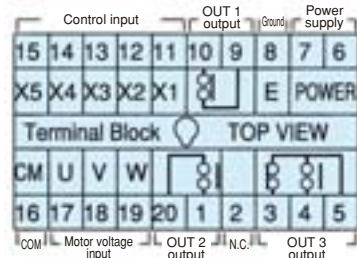 Control input OUT 1 output Ground Power supply
15 14 13 12 11 10 9 8 7 6
X5 X4 X3 X2 X1 E POWER
Terminal Block TOP VIEW
CM U V W
16 17 18 19 20 1 2 3 4 5
COM Motor voltage input OUT 2 output N.C. OUT 3 output